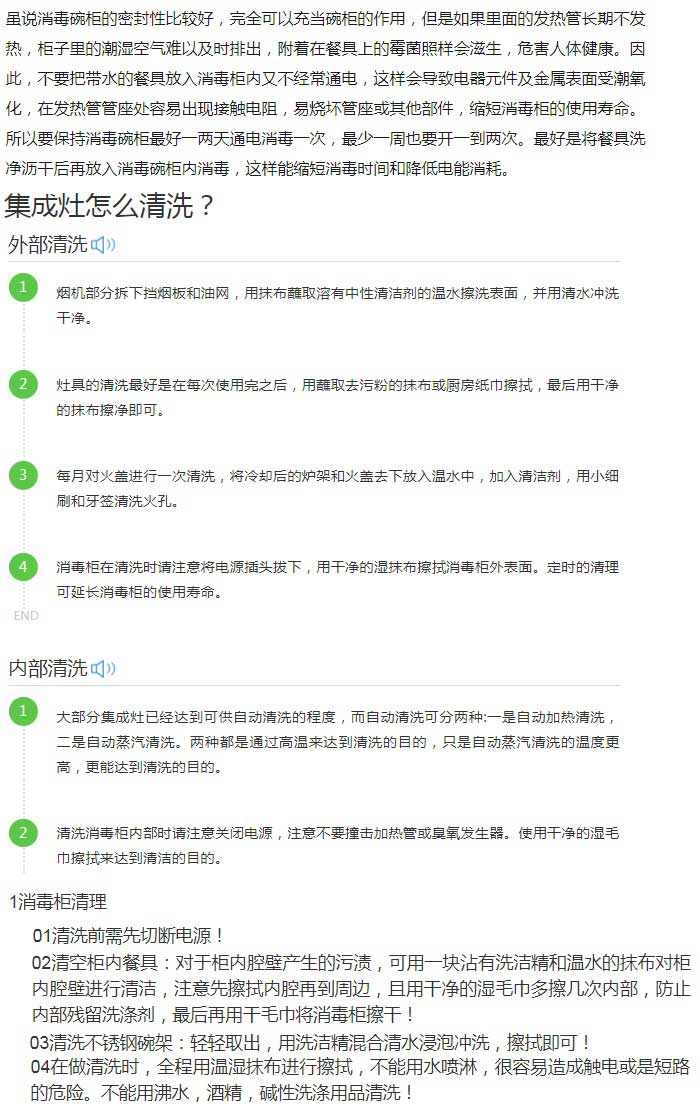 虽说消毒碗柜的密封性比较好，完全可以充当碗柜的作用，但是如果里面的发热管长期不发
热，柜子里的潮湿空气难以及时排出，附着在餐具上的霉菌照样会滋生，危害人体健康。因
此，不要把带水的餐具放入消毒柜内又不经常通电，这样会导致电器元件及金属表面受潮氧
化，在发热管管座处容易出现接触电阻，易烧坏管座或其他部件，缩短消毒柜的使用寿命。
所以要保持消毒碗柜最好一两天通电消毒一次，最少一周也要开一到两次。最好是将餐具洗
净沥干后再放入消毒碗柜内消毒，这样能缩短消毒时间和降低电能消耗。
集成灶怎么清洗？
外部清洗
1
烟机部分拆下挡烟板和油网，用抹布蘸取溶有中性清洁剂的温水擦洗表面，并用清水冲洗
干净。
2
灶具的清洗最好是在每次使用完之后，用蘸取去污粉的抹布或厨房纸巾擦拭，最后用干净
的抹布擦净即可。
3
每月对火盖进行一次清洗，将冷却后的炉架和火盖去下放入温水中，加入清洁剂，用小细
刷和牙签清洗火孔。
4
消毒柜在清洗时请注意将电源插头拔下，用干净的湿抹布擦拭消毒柜外表面。定时的清理
可延长消毒柜的使用寿命。
END
内部清洗
1
大部分集成灶已经达到可供自动清洗的程度，而自动清洗可分两种:一是自动加热清洗，
二是自动蒸汽清洗。两种都是通过高温来达到清洗的目的，只是自动蒸汽清洗的温度更
高，更能达到清洗的目的。
2
清洗消毒柜内部时请注意关闭电源，注意不要撞击加热管或臭氧发生器。使用干净的湿毛
巾擦拭来达到清洁的目的。
1消毒柜清理
01清洗前需先切断电源！
02清空柜内餐具：对于柜内腔壁产生的污渍，可用一块沾有洗洁精和温水的抹布对柜
内腔壁进行清洁，注意先擦拭内腔再到周边，且用干净的湿毛巾多擦几次内部，防止
内部残留洗涤剂，最后再用干毛巾将消毒柜擦干！
03清洗不锈钢碗架：轻轻取出，用洗洁精混合清水浸泡冲洗，擦拭即可！
04在做清洗时，全程用温湿抹布进行擦拭，不能用水喷淋，很容易造成触电或是短路
的危险。不能用沸水，酒精，碱性洗涤用品清洗！